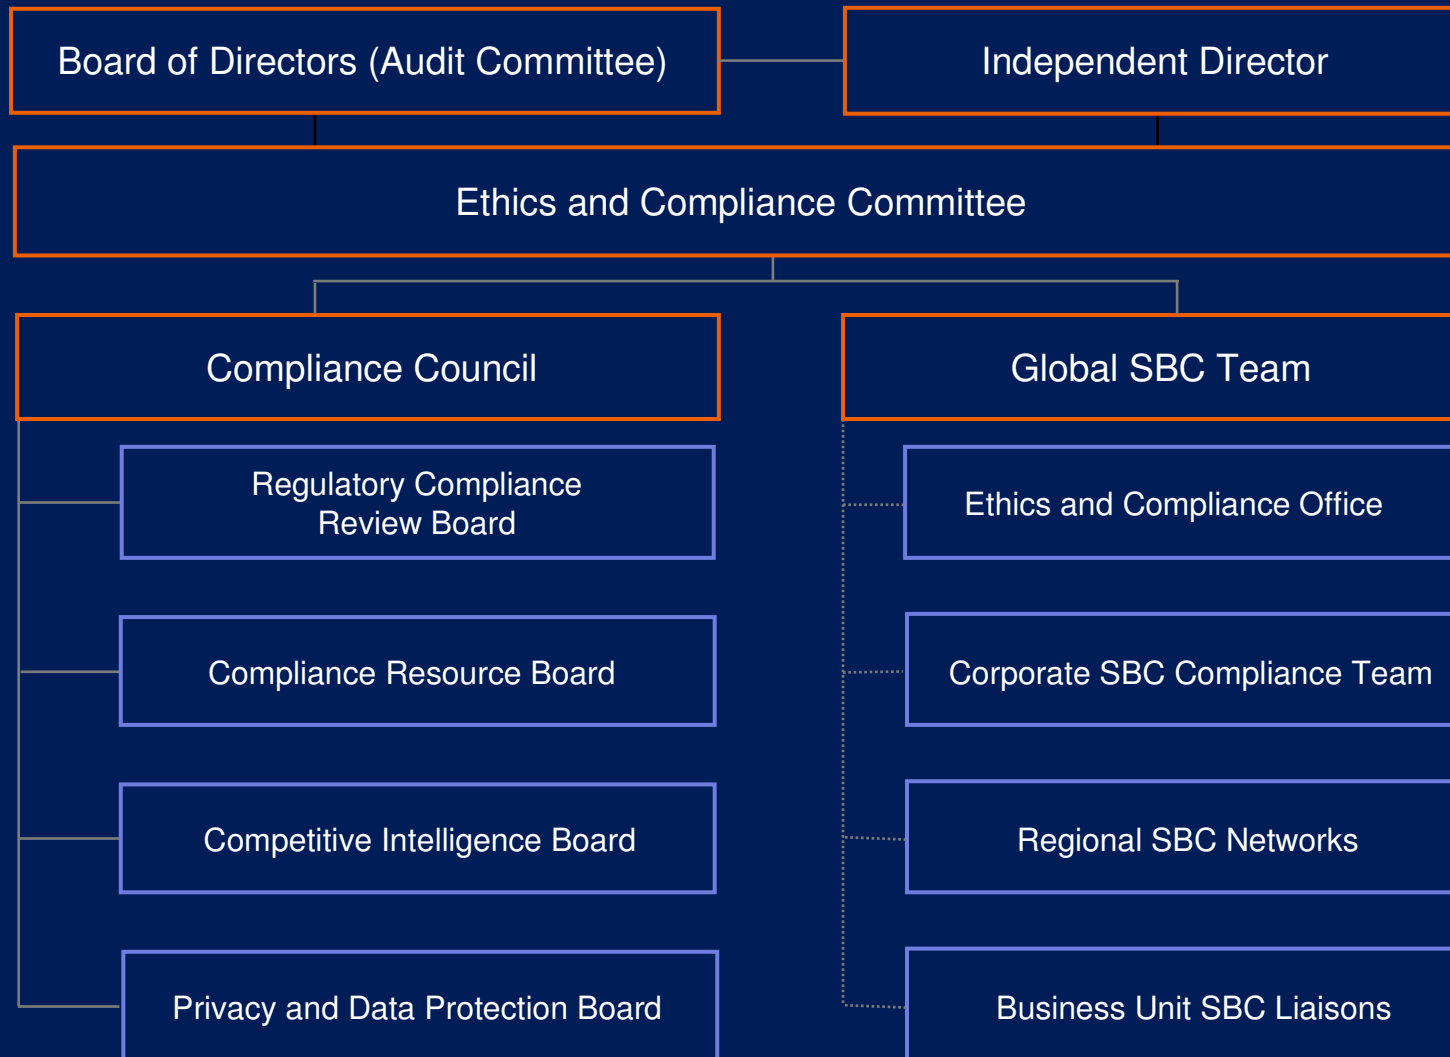 Board of Directors (Audit Committee)
Independent Director
Ethics and Compliance Committee
Compliance Council
Global SBC Team
Regulatory Compliance
Review Board
Ethics and Compliance Office
Compliance Resource Board
Corporate SBC Compliance Team
Competitive Intelligence Board
Regional SBC Networks
Privacy and Data Protection Board
Business Unit SBC Liaisons